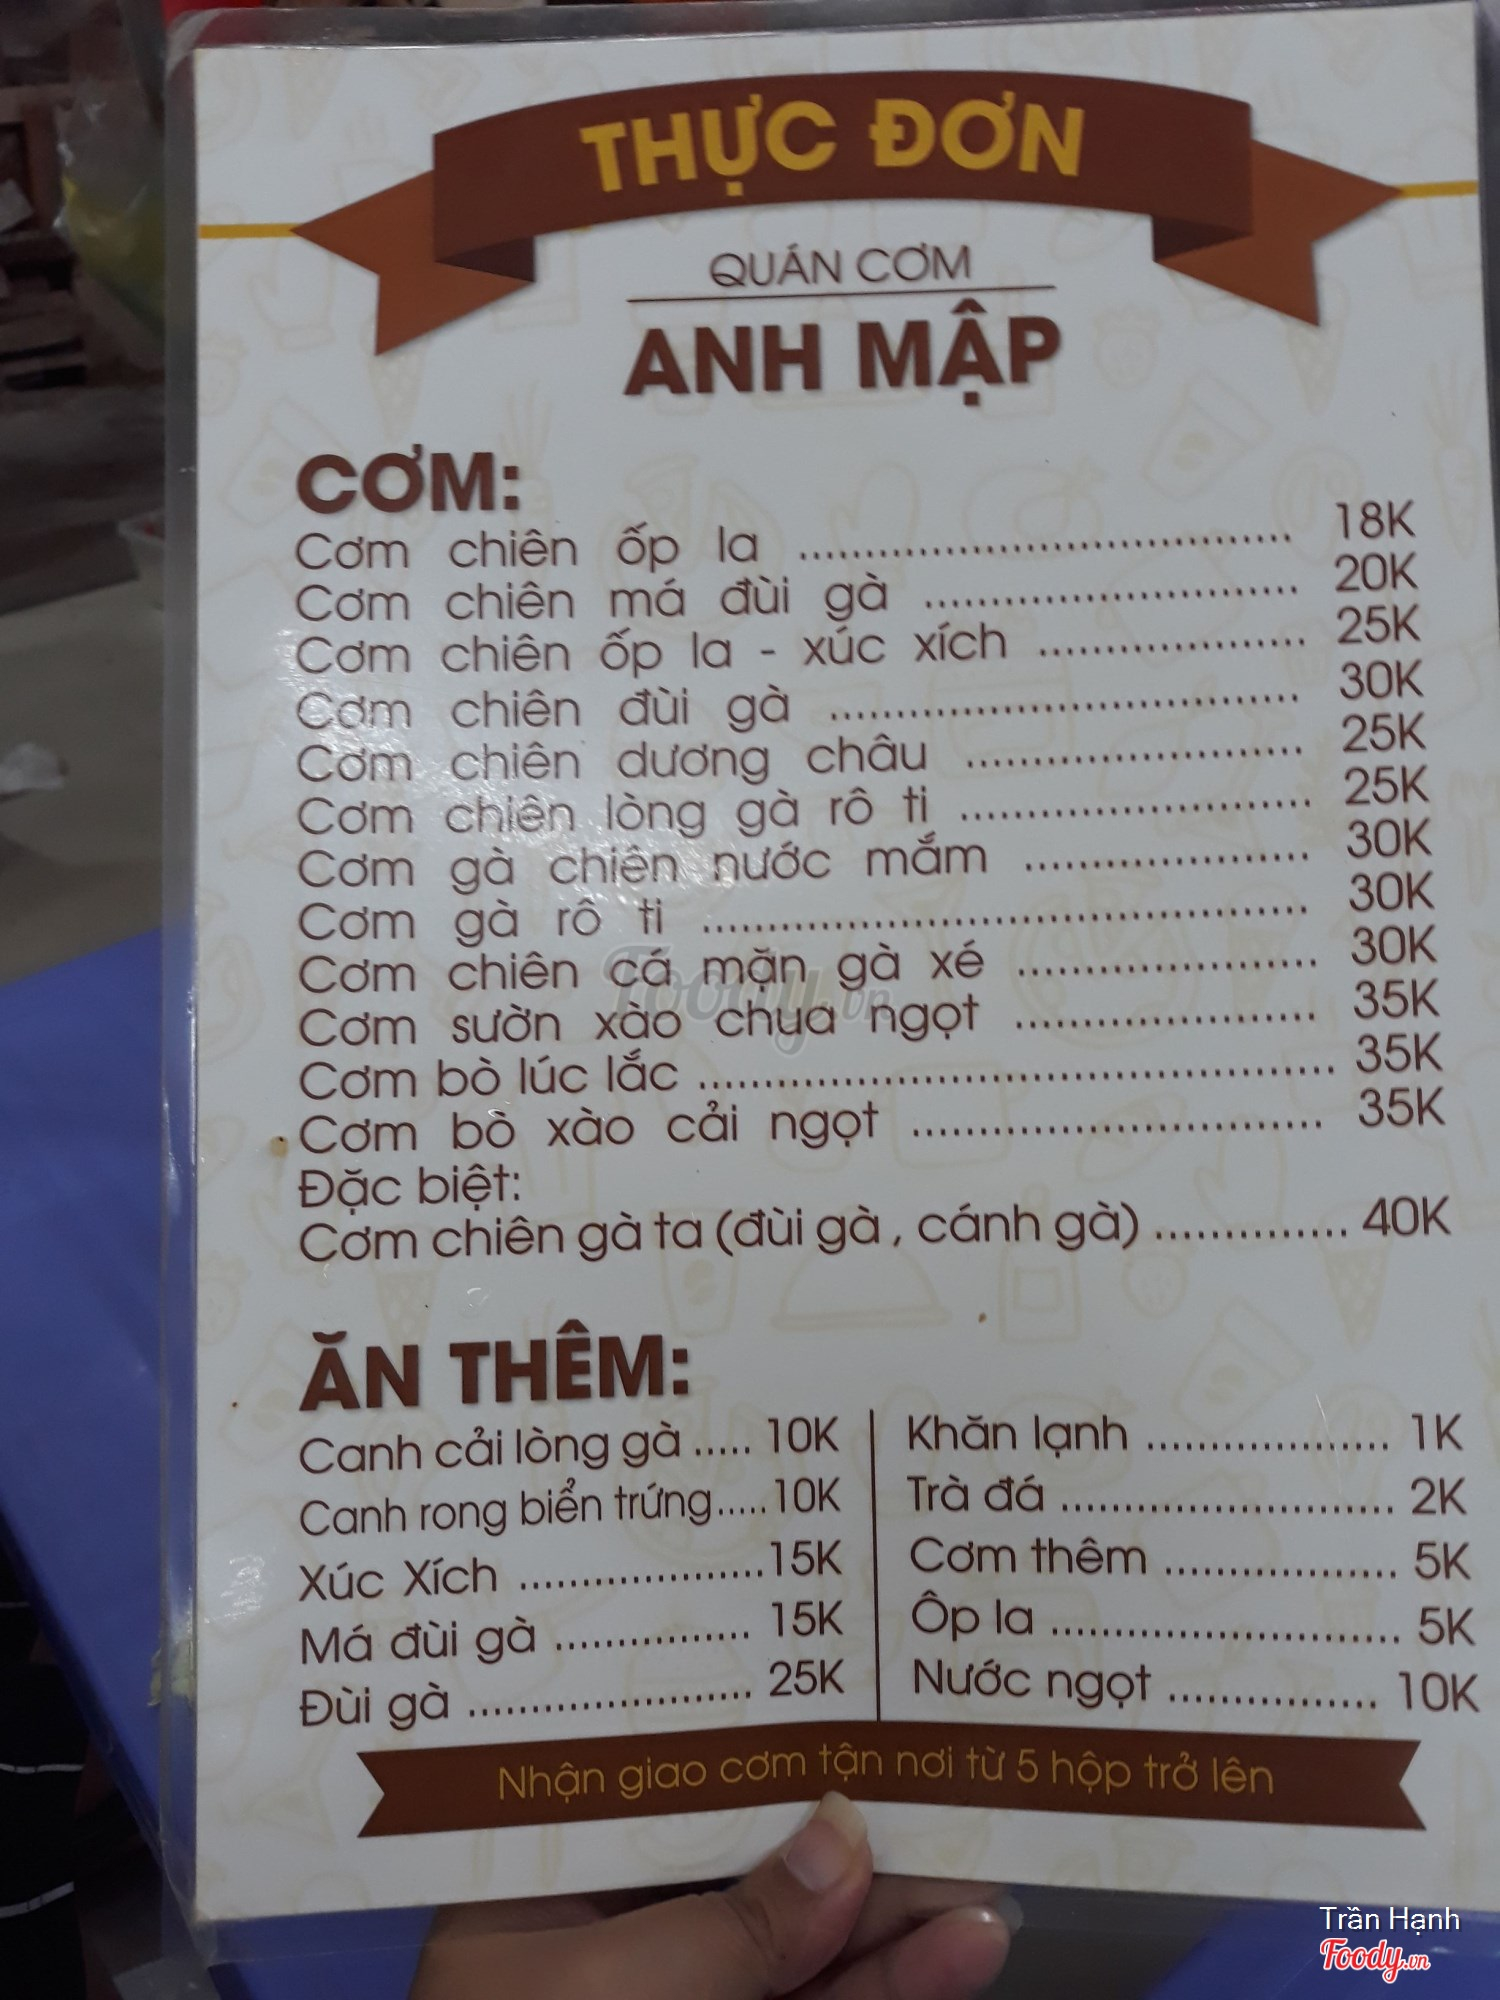 THỰC ĐƠN
QUÁN CƠM
ANH MẬP
CƠM:
Cơm chiên ốp la ........................................ 18K
Cơm chiên má đùi gà ............................. 20K
Cơm chiên ốp la - xúc xích ..................... 25K
Cơm chiên đùi gà .................................... 30K
Cơm chiên dương châu .......................... 25K
Cơm chiên lòng gà rô ti ........................... 25K
Cơm gà chiên nước mắm ...................... 30K
Cơm gà rô ti ............................................... 30K
Cơm chiên cá mặn gà xé ....................... 30K
Cơm sườn xào chua ngọt ....................... 35K
Cơm bò lúc lắc ................................................. 35K
Cơm bò xào cải ngọt ................................ 35K
Đặc biệt:
Cơm chiên gà ta (đùi gà , cánh gà) ............... 40K
ĂN THÊM:
Canh cải lòng gà ..... 10K
Canh rong biển trứng.....10K
Xúc Xích ....................15K
Má đùi gà ................ 15K
Đùi gà ....................... 25K
Khăn lạnh .................... 1K
Trà đá ........................... 2K
Cơm thêm ................... 5K
Ốp la ............................ 5K
Nước ngọt ................. 10K
Nhận giao cơm tận nơi từ 5 hộp trở lên
Foody.vn
Trần Hạnh
Foody.vn